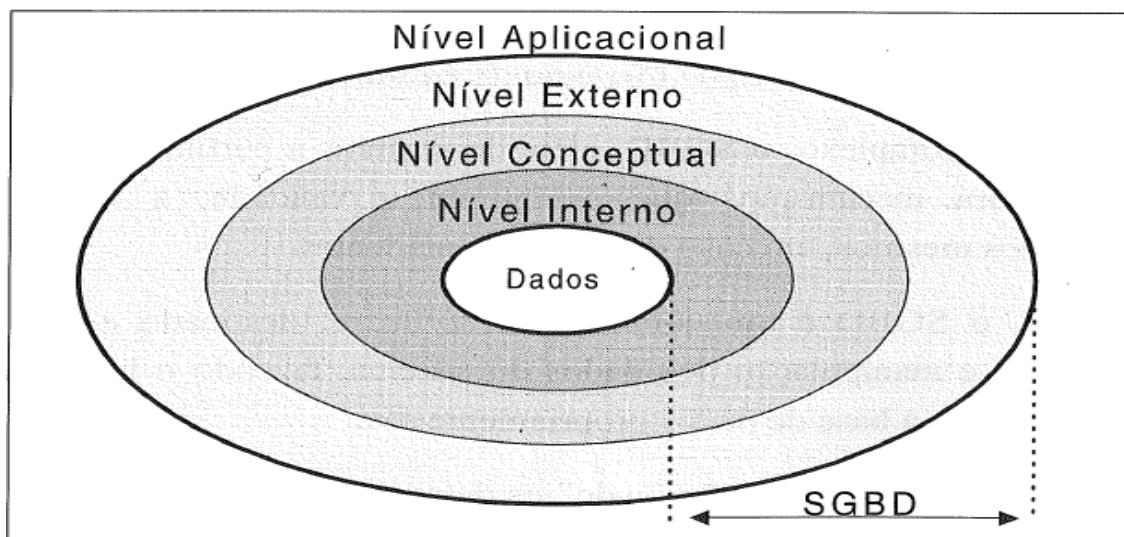 Nível Aplicacional
Nível Externo
Nível Conceptual
Nível Interno
Dados
SGBD